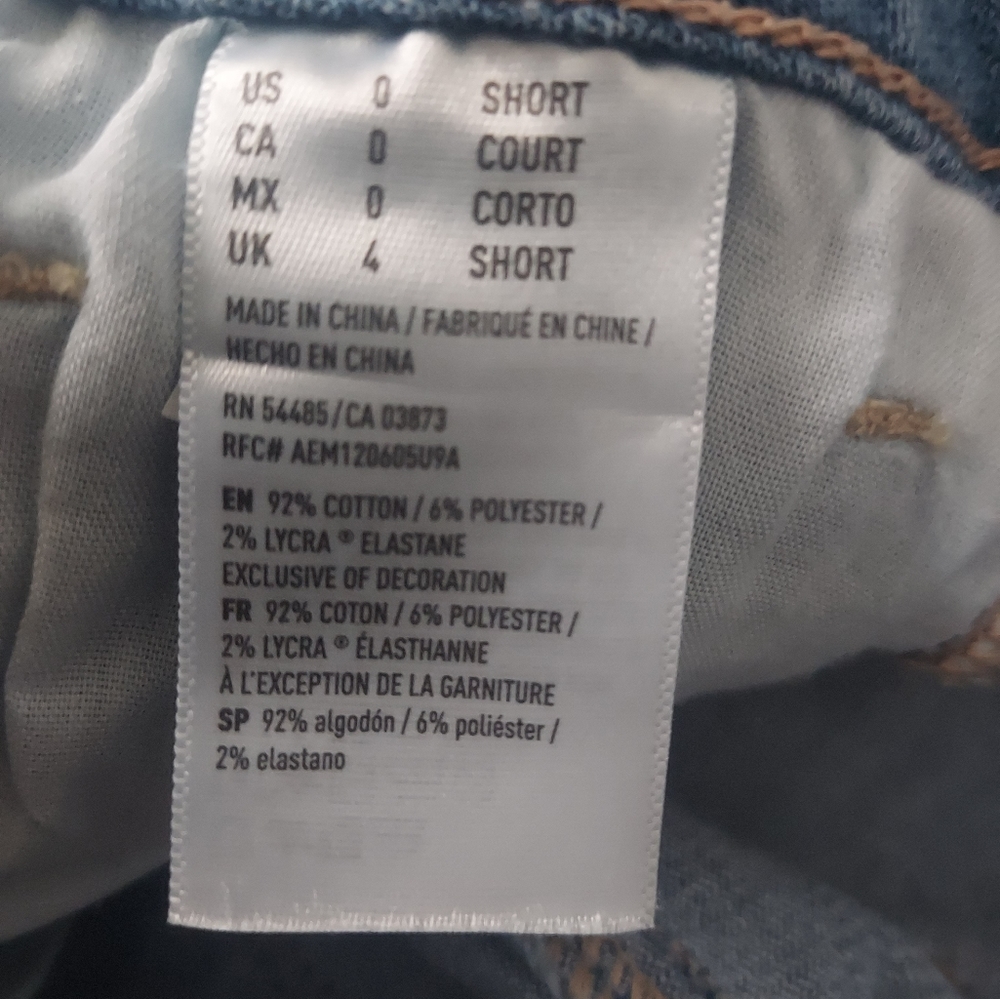 US 0 SHORT
CA 0 COURT
MX 0 CORTO
UK 4 SHORT
MADE IN CHINA / FABRIQUÉ EN CHINE /
HECHO EN CHINA
RN 54485 / CA 03873
RFC# AEM120605U9A
EN 92% COTTON / 6% POLYESTER /
2% LYCRA ® ELASTANE
EXCLUSIVE OF DECORATION
FR 92% COTON / 6% POLYESTER /
2% LYCRA ® ÉLASTHANNE
À L'EXCEPTION DE LA GARNITURE
SP 92% algodón / 6% poliéster /
2% elastano